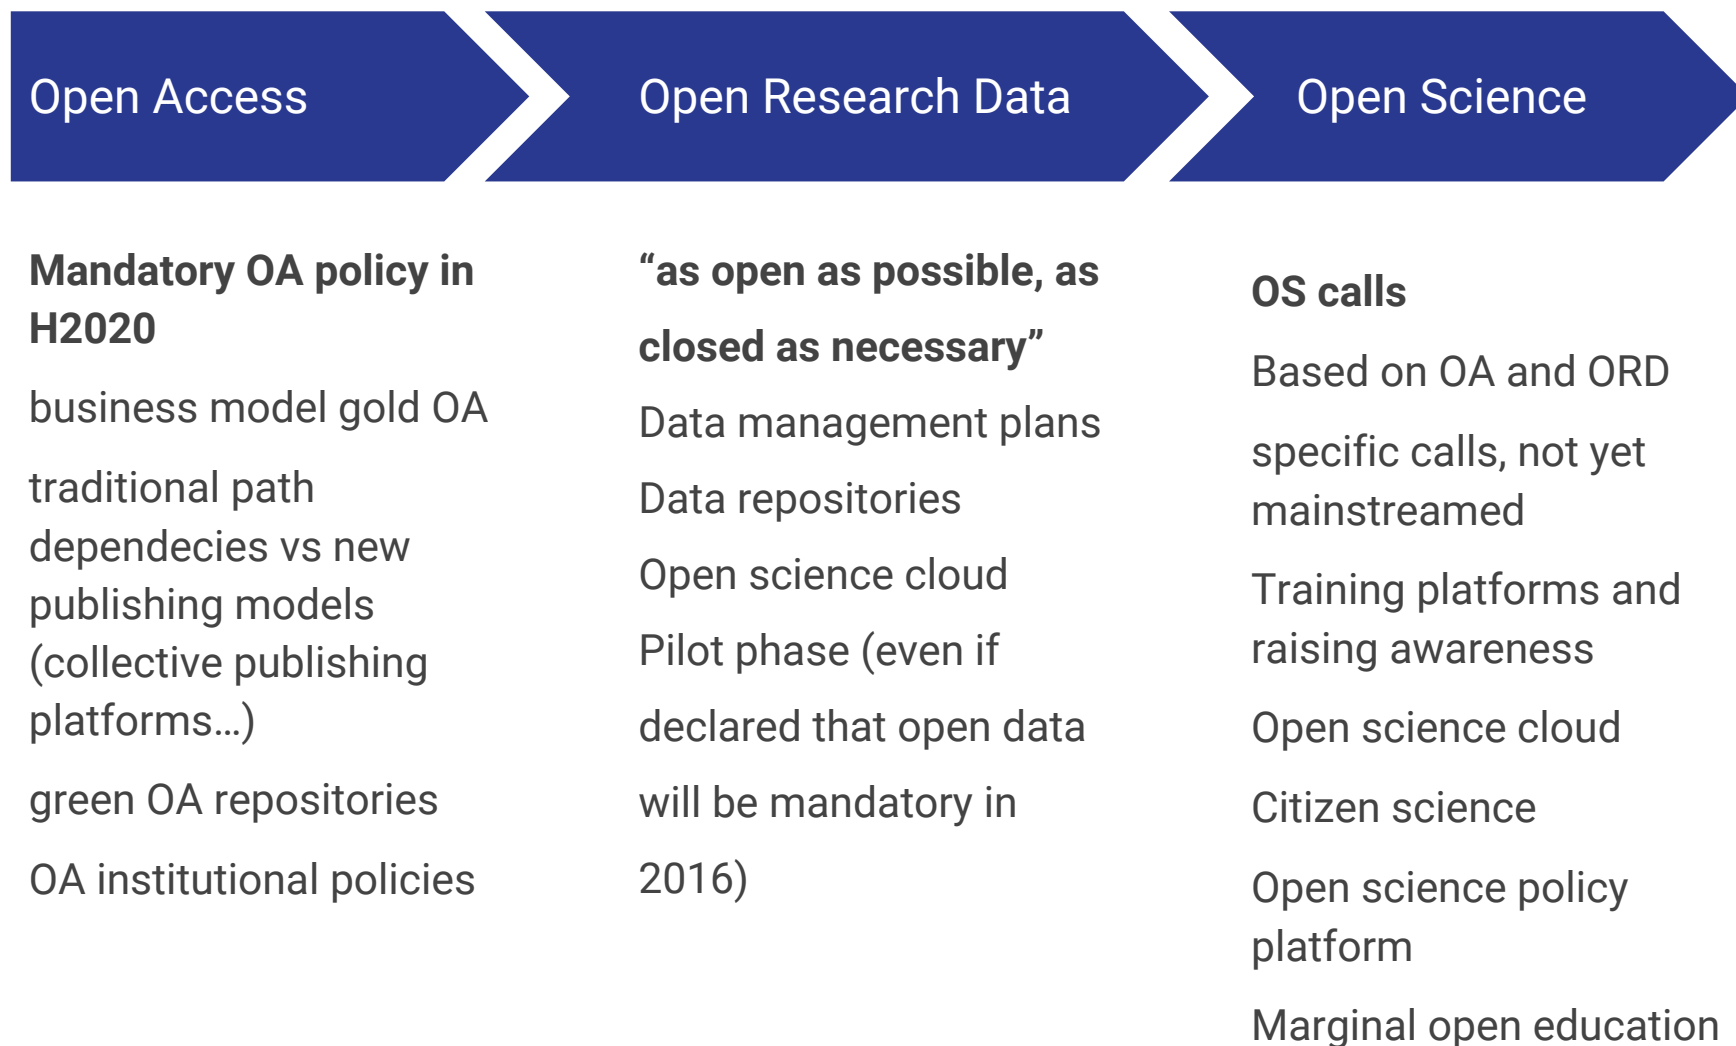 Open Access
Open Research Data
Open Science
Mandatory OA policy in
H2020
business model gold OA
traditional path
dependecies vs new
publishing models
(collective publishing
platforms…)
green OA repositories
OA institutional policies
“as open as possible, as
closed as necessary”
Data management plans
Data repositories
Open science cloud
Pilot phase (even if
declared that open data
will be mandatory in
2016)
OS calls
Based on OA and ORD
specific calls, not yet
mainstreamed
Training platforms and
raising awareness
Open science cloud
Citizen science
Open science policy
platform
Marginal open education